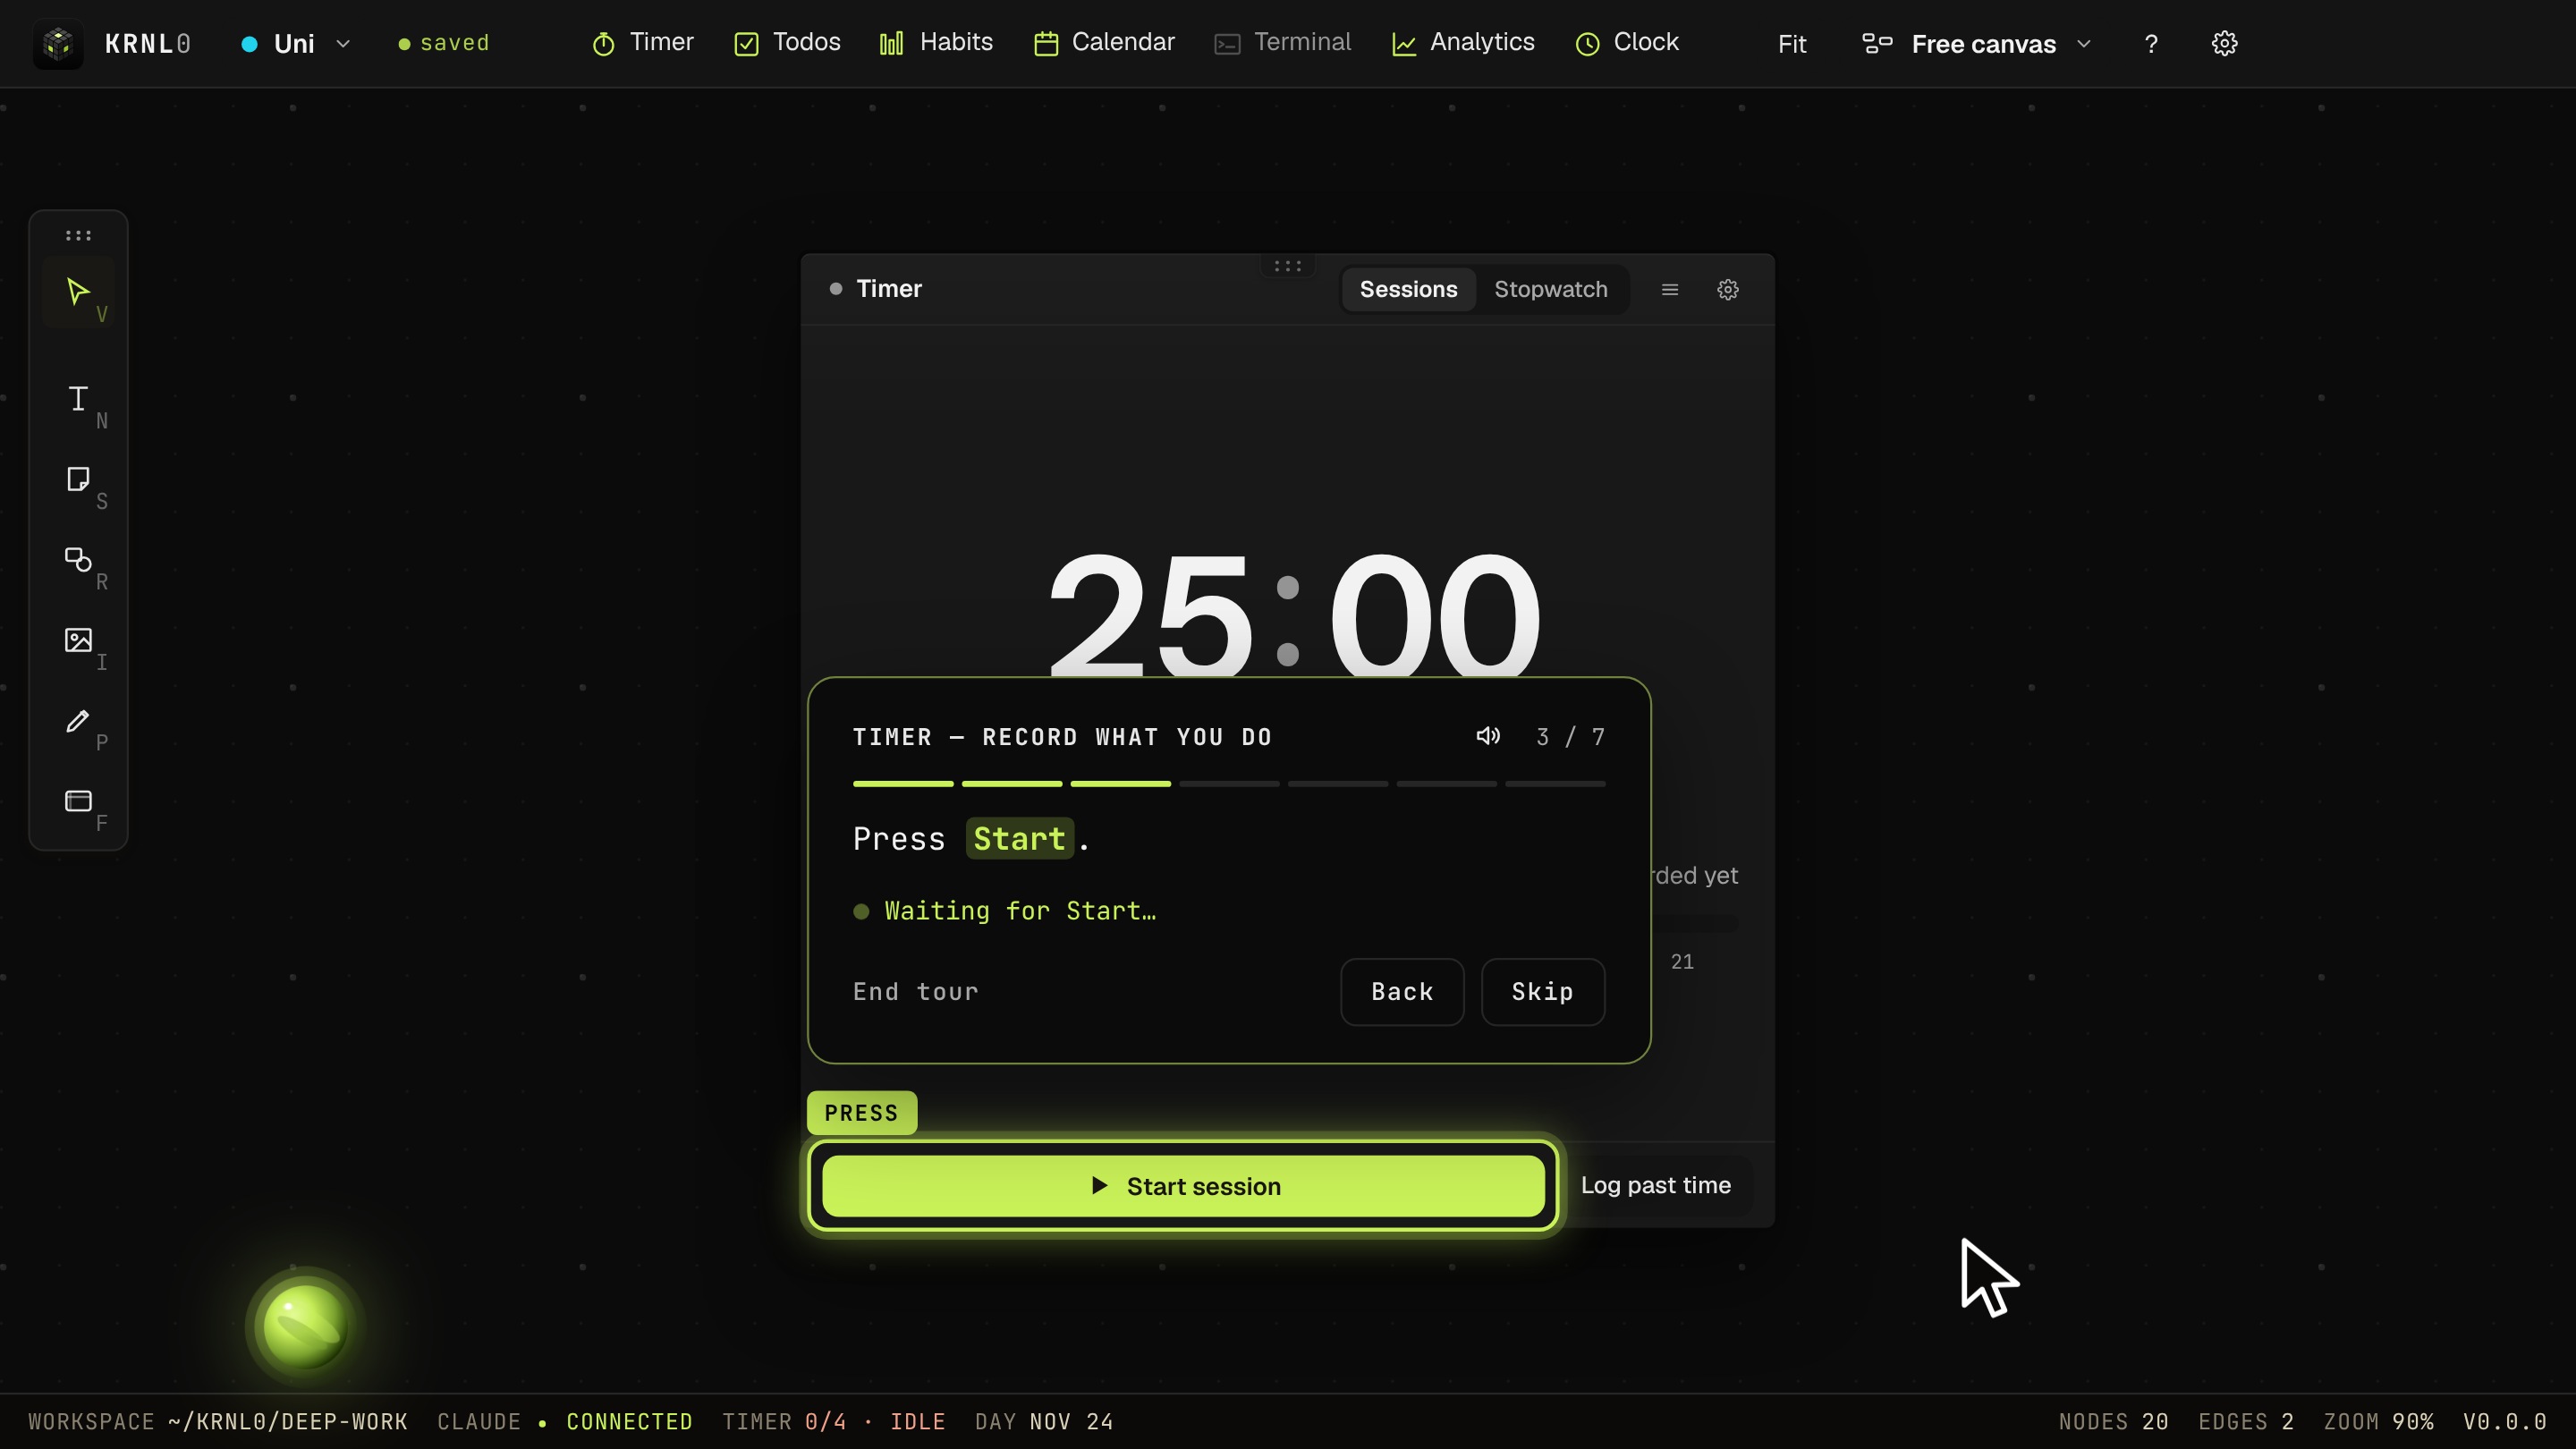 KRNL0 Uni saved Timer Todos Habits Calendar Terminal Analytics Clock Fit Free canvas ?
V
N
S
R
I
P
F
Timer Sessions Stopwatch
25:00
TIMER — RECORD WHAT YOU DO 3 / 7
Press Start.
yet
Waiting for Start…
21
End tour Back Skip
PRESS
Start session Log past time
WORKSPACE ~/KRNL0/DEEP-WORK CLAUDE • CONNECTED TIMER 0/4 · IDLE DAY NOV 24 NODES 20 EDGES 2 ZOOM 90% V0.0.0